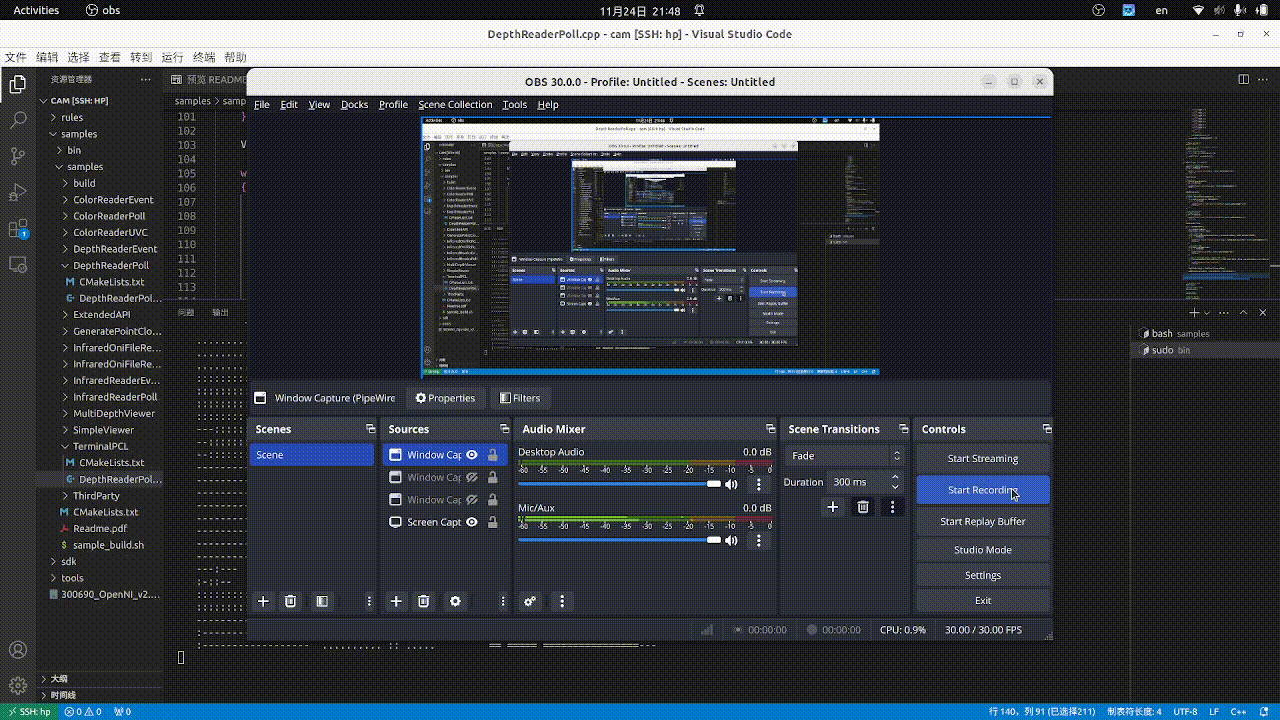 Activities
obs
11月24日 21:48
en
DepthReaderPoll.cpp - cam [SSH: hp] - Visual Studio Code
文件 编辑 选择 查看 转到 运行 终端 帮助
资源管理器 ···
预览 README
CAM [SSH: HP]
rules
samples
bin
samples
build
ColorReaderEvent
ColorReaderPoll
ColorReaderUVC
DepthReaderEvent
DepthReaderPoll
CMakeLists.txt
DepthReaderPol...
ExtendedAPI
GeneratePointClo...
InfraredOniFileRe...
InfraredOniFileRe...
InfraredReaderEv...
InfraredReaderPoll
MultiDepthViewer
SimpleViewer
TerminalPCL
CMakeLists.txt
DepthReaderPol...
ThirdParty
CMakeLists.txt
Readme.pdf
sample_build.sh
sdk
tools
300690_OpenNI_v2....
大纲
时间线
samples > samp
101 }
102
103 V
104
105 w
106 {
107
108
109
110
111
112
113
问题 输出
OBS 30.0.0 - Profile: Untitled - Scenes: Untitled
File Edit View Docks Profile Scene Collection Tools Help
Window Capture (PipeWire
Properties
Filters
Scenes
Scene
Sources
Window Cap
Window Cap
Window Cap
Screen Capt
Audio Mixer
Desktop Audio 0.0 dB
-60 -55 -50 -45 -40 -35 -30 -25 -20 -15 -10 -5 0
Mic/Aux 0.0 dB
-60 -55 -50 -45 -40 -35 -30 -25 -20 -15 -10 -5 0
Scene Transitions
Fade
Duration 300 ms
Controls
Start Streaming
Start Recording
Start Replay Buffer
Studio Mode
Settings
Exit
00:00:00
00:00:00
CPU: 0.9%
30.00 / 30.00 FPS
bash samples
sudo bin
SSH: hp
0 0
0
行 140，列 91 (已选择211)
制表符长度: 4
UTF-8
LF
C++